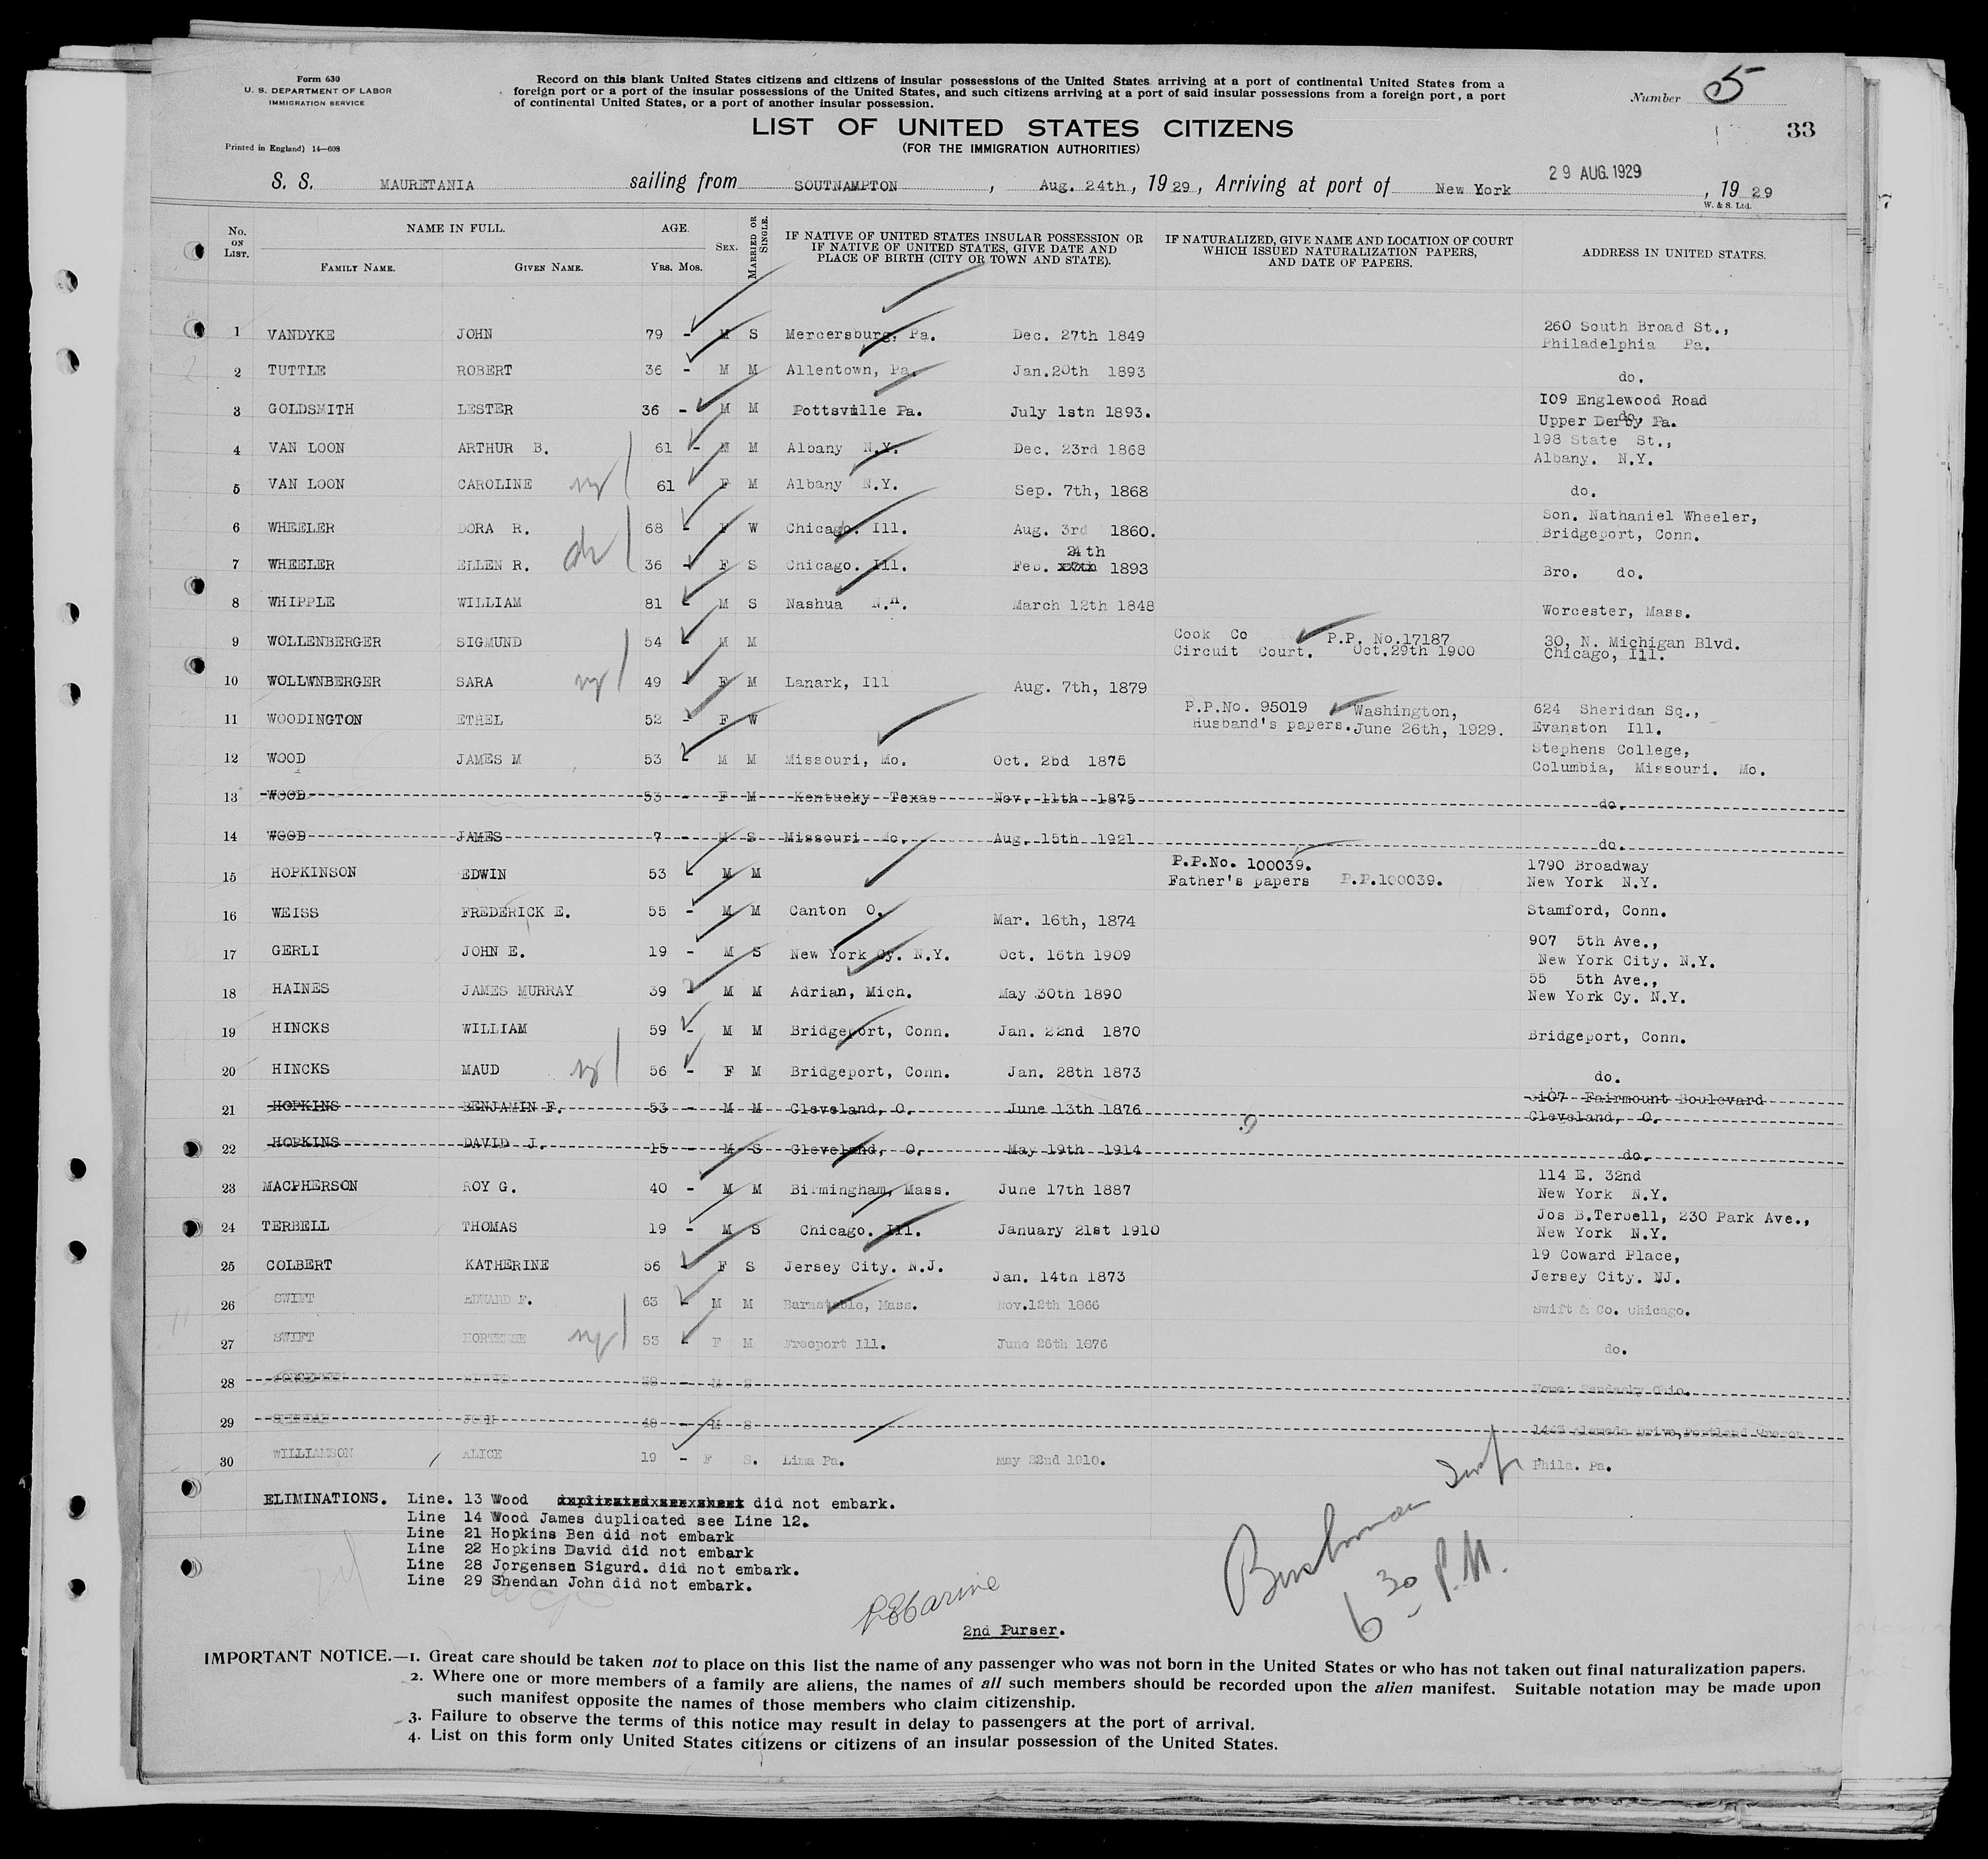 Form 630
U. S. DEPARTMENT OF LABOR
IMMIGRATION SERVICE
Printed in England) 14—608
Record on this blank United States citizens and citizens of insular possessions of the United States arriving at a port of continental United States from a
foreign port or a port of the insular possessions of the United States, and such citizens arriving at a port of said insular possessions from a foreign port, a port
of continental United States, or a port of another insular possession.
Number 5
33
LIST OF UNITED STATES CITIZENS
(FOR THE IMMIGRATION AUTHORITIES)
S. S. MAURETANIA sailing from SOUTNAMPTON, Aug. 24th, 1929, Arriving at port of New York 29 AUG. 1929, 1929
W. & S. Ltd.
No. ON LIST. NAME IN FULL. FAMILY NAME. GIVEN NAME. AGE. YRS. MOS. SEX. MARRIED OR SINGLE. IF NATIVE OF UNITED STATES INSULAR POSSESSION OR IF NATIVE OF UNITED STATES, GIVE DATE AND PLACE OF BIRTH (CITY OR TOWN AND STATE). IF NATURALIZED, GIVE NAME AND LOCATION OF COURT WHICH ISSUED NATURALIZATION PAPERS, AND DATE OF PAPERS. ADDRESS IN UNITED STATES.
1 VANDYKE JOHN 79 - M S Mercersburg, Pa. Dec. 27th 1849 260 South Broad St., Philadelphia Pa.
2 TUTTLE ROBERT 36 - M M Allentown, Pa. Jan.20th 1893 do.
3 GOLDSMITH LESTER 36 - M M Pottsville Pa. July 1stn 1893. 109 Englewood Road do. Upper Derby Pa.
4 VAN LOON ARTHUR B. 61 - M M Albany N.Y. Dec. 23rd 1868 198 State St., Albany. N.Y.
5 VAN LOON CAROLINE 61 F M Albany N.Y. Sep. 7th, 1868 do.
6 WHEELER DORA R. 68 - F W Chicago. Ill. Aug. 3rd 1860. Son. Nathaniel Wheeler, Bridgeport, Conn.
7 WHEELER ELLEN R. 36 - F S Chicago. Ill. Feb. 24th 1893 Bro. do.
8 WHIPPLE WILLIAM 81 - M S Nashua N.H. March 12th 1848 Worcester, Mass.
9 WOLLENBERGER SIGMUND 54 - M M Cook Co Circuit Court. P.P. No.17187 Oct.29th 1900 30, N. Michigan Blvd. Chicago, Ill.
10 WOLLWNBERGER SARA 49 - F M Lanark, Ill Aug. 7th, 1879
11 WOODINGTON ETHEL 52 - F W P.P.No. 95019 Washington, Husband's papers. June 26th, 1929. 624 Sheridan Sq., Evanston Ill.
12 WOOD JAMES M 53 - M M Missouri, Mo. Oct. 2bd 1875 Stephens College, Columbia, Missouri. Mo.
13 WOOD 53 - F M Kentucky Texas Nov. 11th 1875 do.
14 WOOD JAMES 7 - M S Missouri Mo. Aug. 15th 1921 do.
15 HOPKINSON EDWIN 53 - M M P.P.No. 100039. Father's papers P.P.100039. 1790 Broadway New York N.Y.
16 WEISS FREDERICK E. 55 - M M Canton O. Mar. 16th, 1874 Stamford, Conn.
17 GERLI JOHN E. 19 - M S New York Cy. N.Y. Oct. 16th 1909 907 5th Ave., New York City. N.Y.
18 HAINES JAMES MURRAY 39 - M M Adrian, Mich. May 30th 1890 55 5th Ave., New York Cy. N.Y.
19 HINCKS WILLIAM 59 - M M Bridgeport, Conn. Jan. 22nd 1870 Bridgeport, Conn.
20 HINCKS MAUD 56 - F M Bridgeport, Conn. Jan. 28th 1873 do.
21 HOPKINS BENJAMIN F. 53 - M M Cleveland, O. June 13th 1876 Fairmount Boulevard Cleveland, O.
22 HOPKINS DAVID J. 15 - M S Cleveland, O. May 19th 1914 do.
23 MACPHERSON ROY G. 40 - M M Birmingham, Mass. June 17th 1887 114 E. 32nd New York N.Y.
24 TERBELL THOMAS 19 - M S Chicago. Ill. January 21st 1910 Jos B.Terbell, 230 Park Ave., New York N.Y.
25 COLBERT KATHERINE 56 - F S Jersey City. N.J. Jan. 14th 1873 19 Coward Place, Jersey City. NJ.
26 SWIFT EDWARD F. 63 - M M Barnstable, Mass. Nov.12th 1866 Swift & Co. Chicago.
27 SWIFT HORTENSE 53 - F M Freeport Ill. June 26th 1876 do.
28 JORGENSEN 38 - M S Home: Sandusky Ohio.
29 SHENDAN JOHN 40 - M S Alameda Drive, Portland Oregon
30 WILLIAMSON ALICE 19 - F S. Lima Pa. May 22nd 1910. Phila. Pa.
ELIMINATIONS. Line. 13 Wood did not embark.
Line 14 Wood James duplicated see Line 12.
Line 21 Hopkins Ben did not embark
Line 22 Hopkins David did not embark
Line 28 Jorgensen Sigurd. did not embark.
Line 29 Shendan John did not embark.
2nd Purser.
6 30 P.M.
IMPORTANT NOTICE.—1. Great care should be taken not to place on this list the name of any passenger who was not born in the United States or who has not taken out final naturalization papers.
2. Where one or more members of a family are aliens, the names of all such members should be recorded upon the alien manifest. Suitable notation may be made upon
such manifest opposite the names of those members who claim citizenship.
3. Failure to observe the terms of this notice may result in delay to passengers at the port of arrival.
4. List on this form only United States citizens or citizens of an insular possession of the United States.